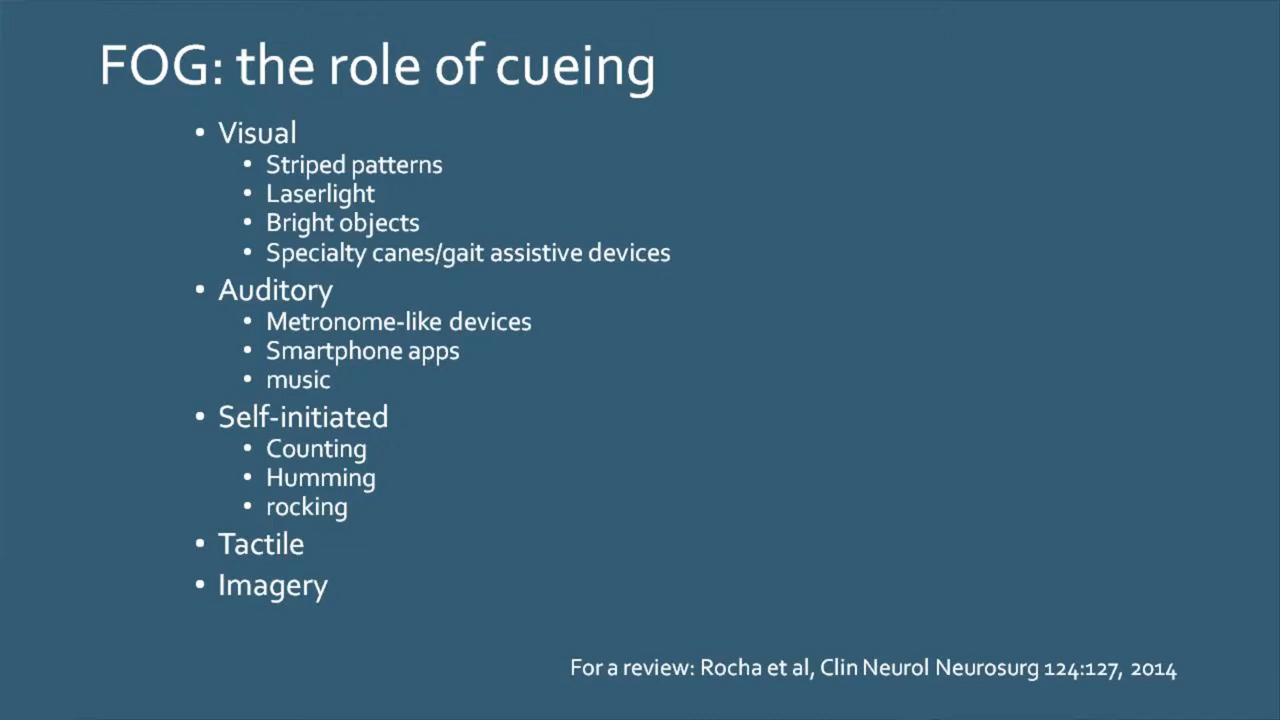 FOG: the role of cueing
• Visual
• Striped patterns
• Laserlight
• Bright objects
• Specialty canes/gait assistive devices
• Auditory
• Metronome-like devices
• Smartphone apps
• music
• Self-initiated
• Counting
• Humming
• rocking
• Tactile
• Imagery
For a review: Rocha et al, Clin Neurol Neurosurg 124:127, 2014